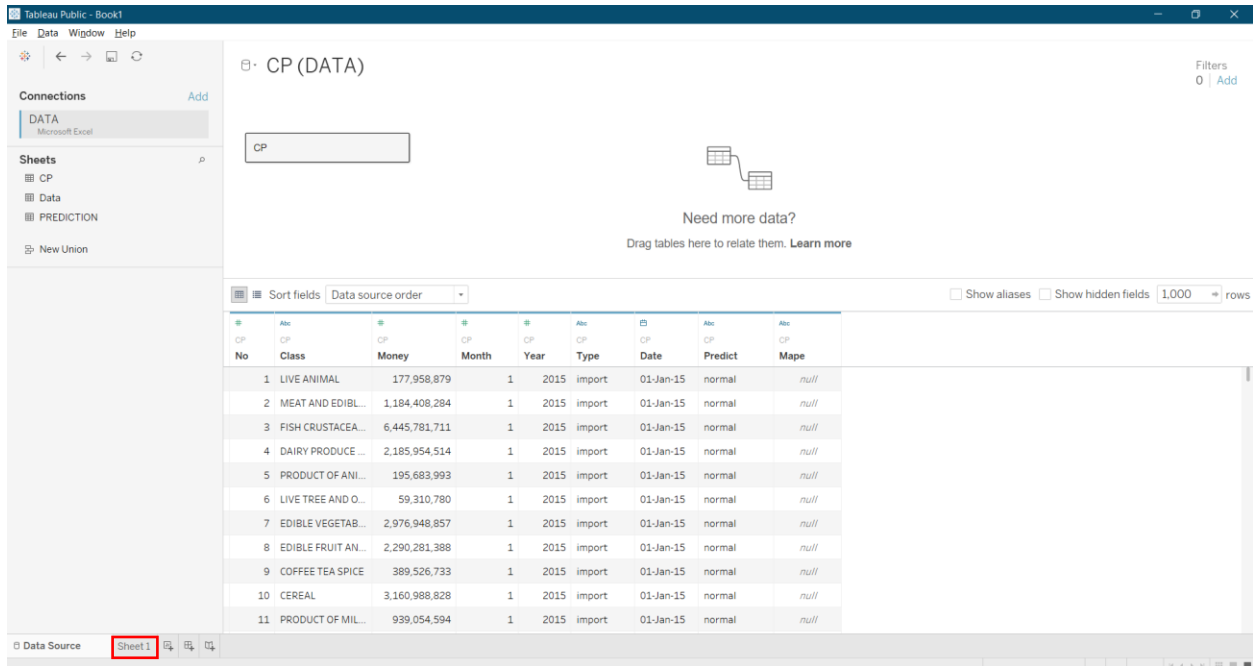 Tableau Public - Book1
File Data Window Help
Connections Add
DATA
Microsoft Excel
Sheets
CP
Data
PREDICTION
New Union
CP (DATA)
Filters
0 Add
CP
Need more data?
Drag tables here to relate them. Learn more
Sort fields Data source order Show aliases Show hidden fields 1,000 rows
# Abc # # # Abc Abc Abc
CP CP CP CP CP CP CP CP CP
No Class Money Month Year Type Date Predict Mape
1 LIVE ANIMAL 177,958,879 1 2015 import 01-Jan-15 normal null
2 MEAT AND EDIBL... 1,184,408,284 1 2015 import 01-Jan-15 normal null
3 FISH CRUSTACEA... 6,445,781,711 1 2015 import 01-Jan-15 normal null
4 DAIRY PRODUCE ... 2,185,954,514 1 2015 import 01-Jan-15 normal null
5 PRODUCT OF ANI... 195,683,993 1 2015 import 01-Jan-15 normal null
6 LIVE TREE AND O... 59,310,780 1 2015 import 01-Jan-15 normal null
7 EDIBLE VEGETAB... 2,976,948,857 1 2015 import 01-Jan-15 normal null
8 EDIBLE FRUIT AN... 2,290,281,388 1 2015 import 01-Jan-15 normal null
9 COFFEE TEA SPICE 389,526,733 1 2015 import 01-Jan-15 normal null
10 CEREAL 3,160,988,828 1 2015 import 01-Jan-15 normal null
11 PRODUCT OF MIL... 939,054,594 1 2015 import 01-Jan-15 normal null
Data Source Sheet 1